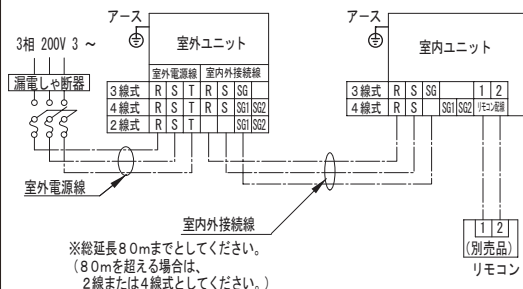 アース
室外ユニット
3相 200V 3 ~
漏電しゃ断器
室外電源線 室内外接続線
3線式 R S T R S SG
4線式 R S T R S SG1 SG2
2線式 R S T SG1 SG2
室外電源線
室内外接続線
※総延長80mまでとしてください。
(80mを超える場合は、
2線または4線式としてください。)
アース
室内ユニット
3線式 R S SG 1 2
4線式 R S SG1 SG2 リモコン配線
1 2
(別売品)
リモコン